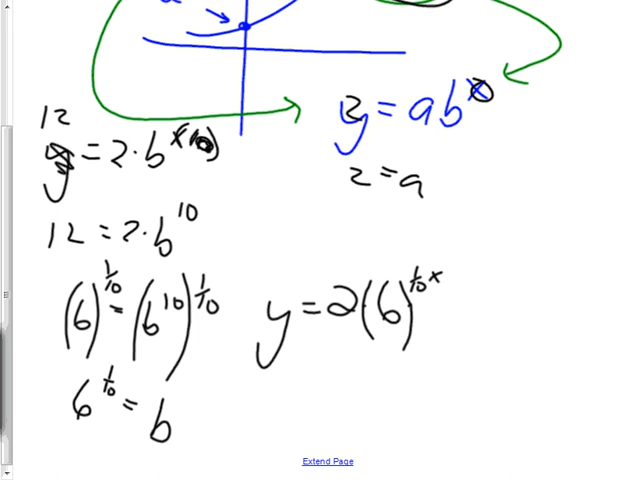 y = ab^x
2 = a
12
y = 2·b^x(10)
12 = 2·b^10
(6)^1/10 = (b^10)^1/10
y = 2(6)^1/10 x
6^1/10 = b
Extend Page